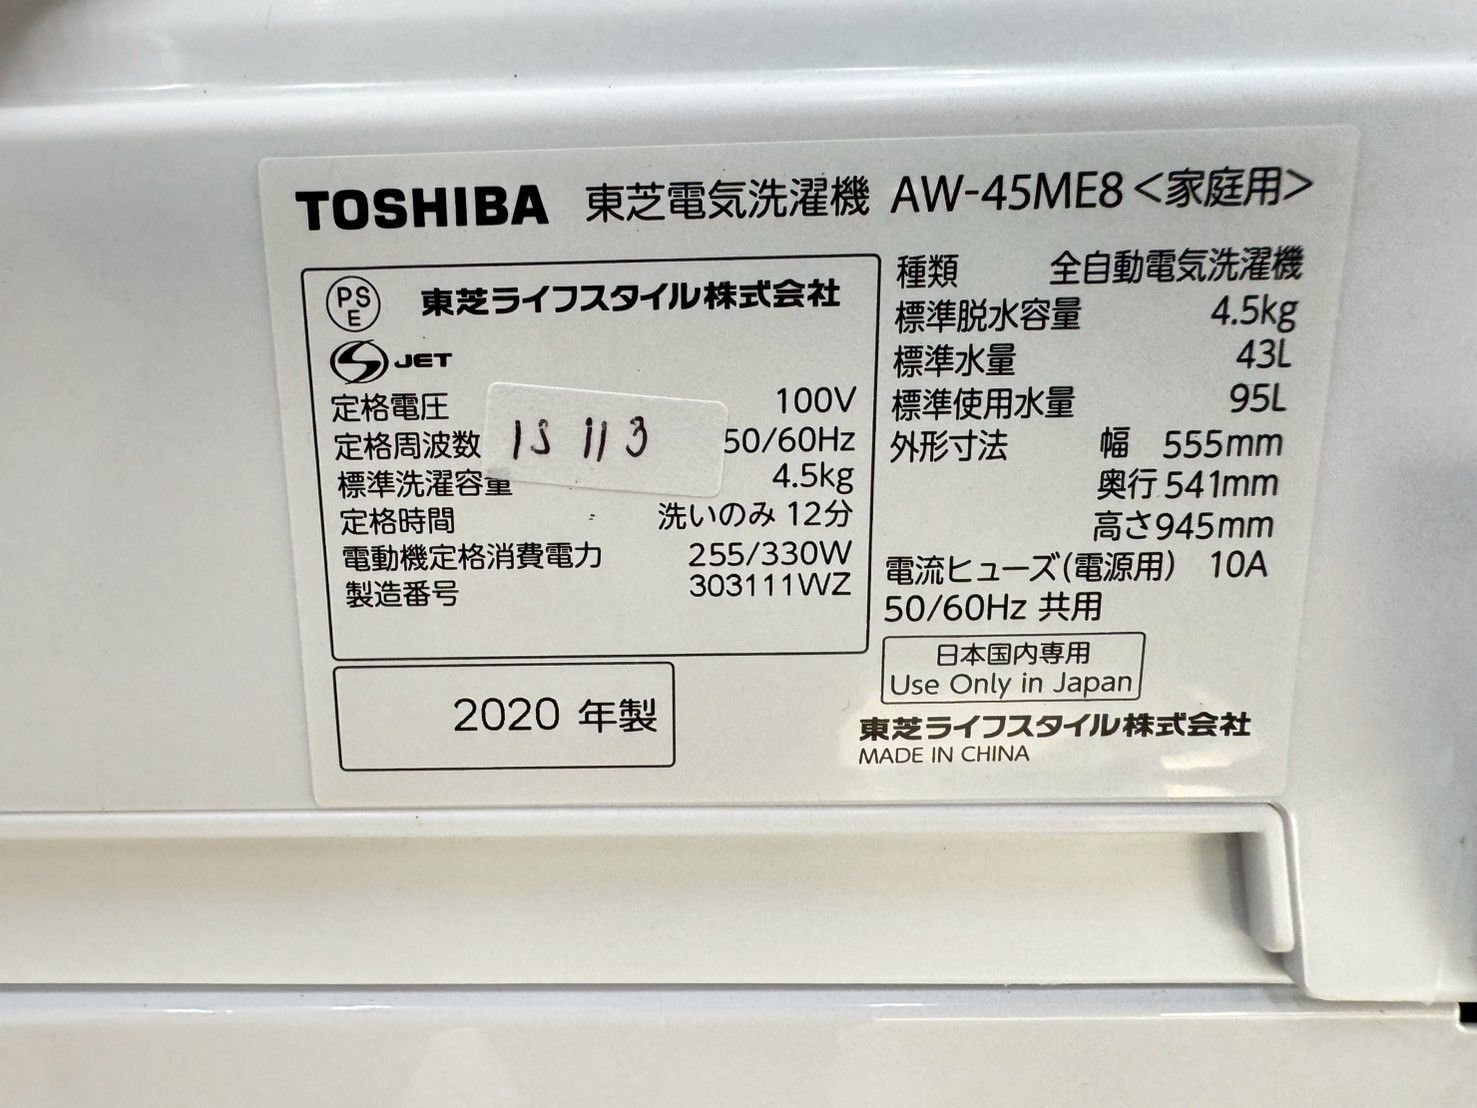 TOSHIBA 東芝電気洗濯機 AW-45ME8<家庭用>
PS
E
東芝ライフスタイル株式会社
S JET
定格電圧 100V
定格周波数 50/60Hz
標準洗濯容量 4.5kg
定格時間 洗いのみ 12分
電動機定格消費電力 255/330W
製造番号 303111WZ
2020 年製
種類 全自動電気洗濯機
標準脱水容量 4.5kg
標準水量 43L
標準使用水量 95L
外形寸法 幅 555mm
奥行 541mm
高さ945mm
電流ヒューズ(電源用) 10A
50/60Hz 共用
日本国内専用
Use Only in Japan
東芝ライフスタイル株式会社
MADE IN CHINA